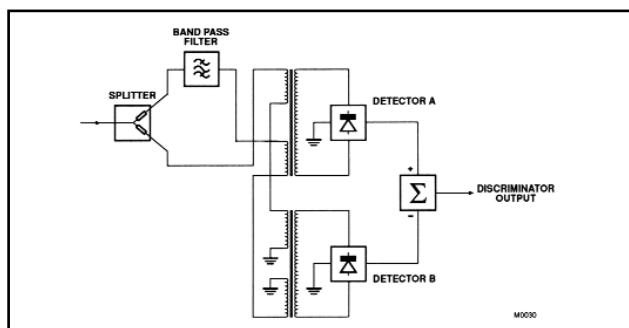 BAND PASS
FILTER
SPLITTER
DETECTOR A
+
Σ
DISCRIMINATOR
OUTPUT
-
DETECTOR B
M0030